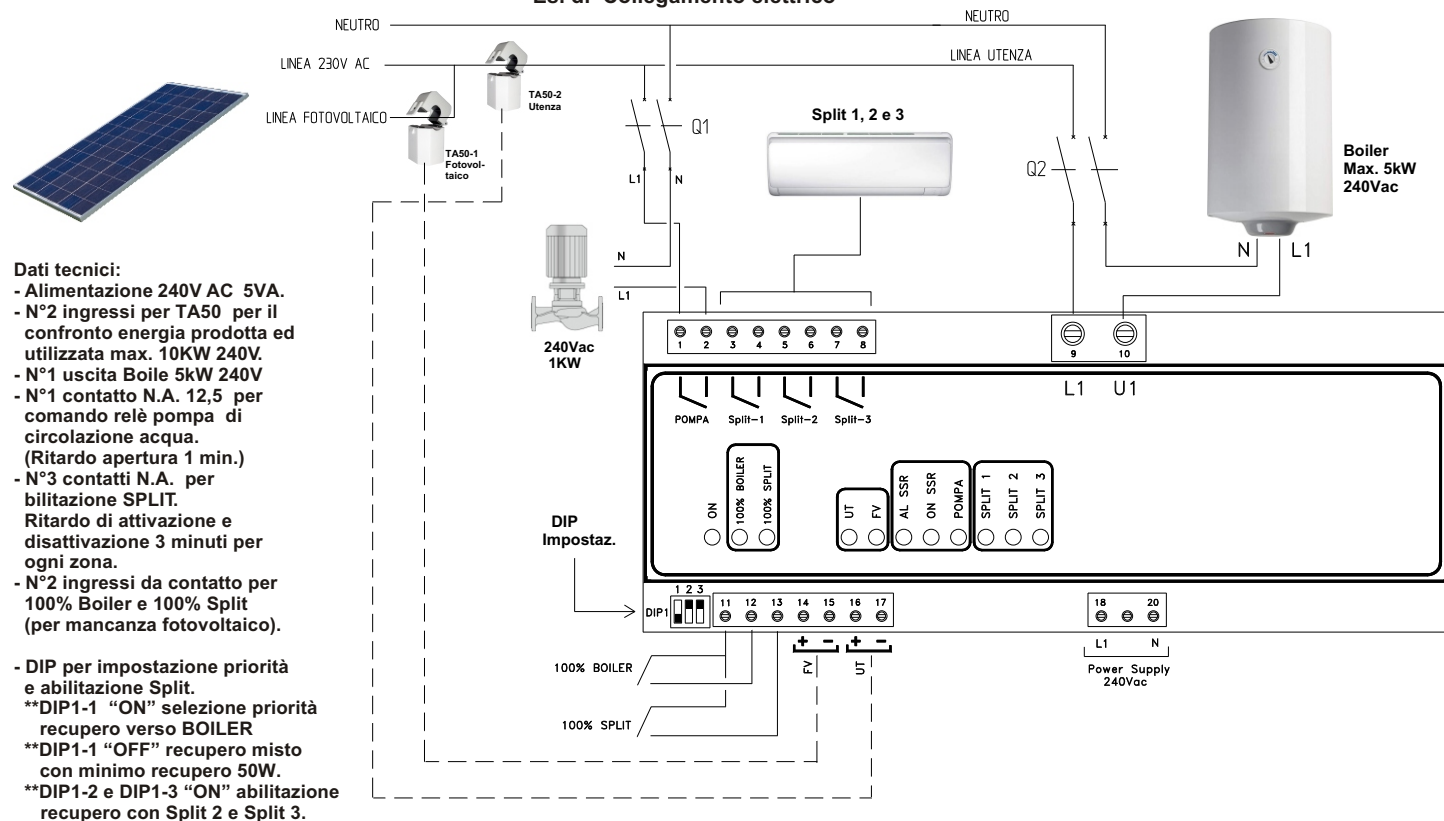 NEUTRO
NEUTRO
LINEA 230V AC
LINEA UTENZA
LINEA FOTOVOLTAICO
TA50-2
Utenza
TA50-1
Fotovol-
taico
Q1
L1
N
Split 1, 2 e 3
Q2
Boiler
Max. 5kW
240Vac
N
L1
N
L1
240Vac
1KW
Dati tecnici:
- Alimentazione 240V AC 5VA.
- N°2 ingressi per TA50 per il
confronto energia prodotta ed
utilizzata max. 10KW 240V.
- N°1 uscita Boile 5kW 240V
- N°1 contatto N.A. 12,5 per
comando relè pompa di
circolazione acqua.
(Ritardo apertura 1 min.)
- N°3 contatti N.A. per
bilitazione SPLIT.
Ritardo di attivazione e
disattivazione 3 minuti per
ogni zona.
- N°2 ingressi da contatto per
100% Boiler e 100% Split
(per mancanza fotovoltaico).
- DIP per impostazione priorità
e abilitazione Split.
**DIP1-1 “ON” selezione priorità
recupero verso BOILER
**DIP1-1 “OFF” recupero misto
con minimo recupero 50W.
**DIP1-2 e DIP1-3 “ON” abilitazione
recupero con Split 2 e Split 3.
1 2 3 4 5 6 7 8
9 10
L1 U1
POMPA Split-1 Split-2 Split-3
ON
100% BOILER
100% SPLIT
UT
FV
AL SSR
ON SSR
POMPA
SPLIT 1
SPLIT 2
SPLIT 3
DIP
Impostaz.
1 2 3
DIP1
11 12 13 14 15 16 17
18 20
+ - + -
FV
UT
L1 N
Power Supply
240Vac
100% BOILER
100% SPLIT